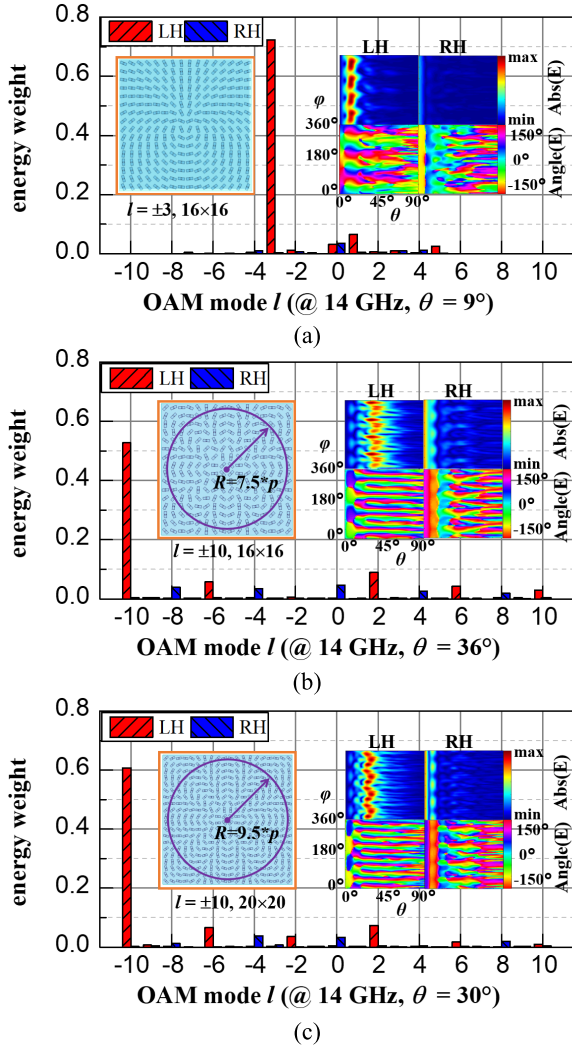 LH RH
0.8
0.6
0.4
0.2
0.0
energy weight
l = ±3, 16×16
LH RH
φ
360°
180°
0°
0° 45° 90°
θ
max
min
Abs(E)
150°
0°
-150°
Angle(E)
-10 -8 -6 -4 -2 0 2 4 6 8 10
OAM mode l (@ 14 GHz, θ = 9°)
(a)
LH RH
0.8
0.6
0.4
0.2
0.0
energy weight
R=7.5*p
l = ±10, 16×16
LH RH
φ
360°
180°
0°
0° 45° 90°
θ
max
min
Abs(E)
150°
0°
-150°
Angle(E)
-10 -8 -6 -4 -2 0 2 4 6 8 10
OAM mode l (@ 14 GHz, θ = 36°)
(b)
LH RH
0.8
0.6
0.4
0.2
0.0
energy weight
R=9.5*p
l = ±10, 20×20
LH RH
φ
360°
180°
0°
0° 45° 90°
θ
max
min
Abs(E)
150°
0°
-150°
Angle(E)
-10 -8 -6 -4 -2 0 2 4 6 8 10
OAM mode l (@ 14 GHz, θ = 30°)
(c)